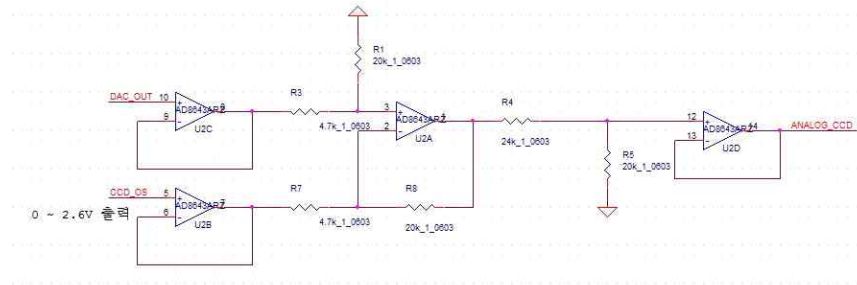 R1
20k_1_0603
DAC_OUT
10
9
AD8643ARZ
8
U2C
R3
4.7k_1_0603
3
2
AD8643ARZ
1
U2A
R4
24k_1_0603
12
13
AD8643ARZ
14
U2D
ANALOG_CCD
R5
20k_1_0603
CCD_OS
5
6
AD8643ARZ
7
U2B
0 ~ 2.6V 출력
R7
4.7k_1_0603
R8
20k_1_0603